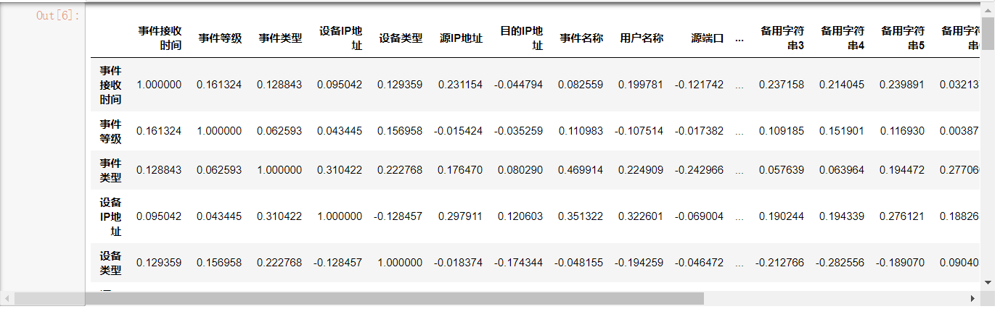 Out[6]:
事件接收时间 事件等级 事件类型 设备IP地址 设备类型 源IP地址 目的IP地址 事件名称 用户名称 源端口 ... 备用字符串3 备用字符串4 备用字符串5 备用字符串
事件接收时间 1.000000 0.161324 0.128843 0.095042 0.129359 0.231154 -0.044794 0.082559 0.199781 -0.121742 ... 0.237158 0.214045 0.239891 0.03213
事件等级 0.161324 1.000000 0.062593 0.043445 0.156958 -0.015424 -0.035259 0.110983 -0.107514 -0.017382 ... 0.109185 0.151901 0.116930 0.00387
事件类型 0.128843 0.062593 1.000000 0.310422 0.222768 0.176470 0.080290 0.469914 0.224909 -0.242966 ... 0.057639 0.063964 0.194472 0.27706
设备IP地址 0.095042 0.043445 0.310422 1.000000 -0.128457 0.297911 0.120603 0.351322 0.322601 -0.069004 ... 0.190244 0.194339 0.276121 0.18826
设备类型 0.129359 0.156958 0.222768 -0.128457 1.000000 -0.018374 -0.174344 -0.048155 -0.194259 -0.046472 ... -0.212766 -0.282556 -0.189070 0.09040